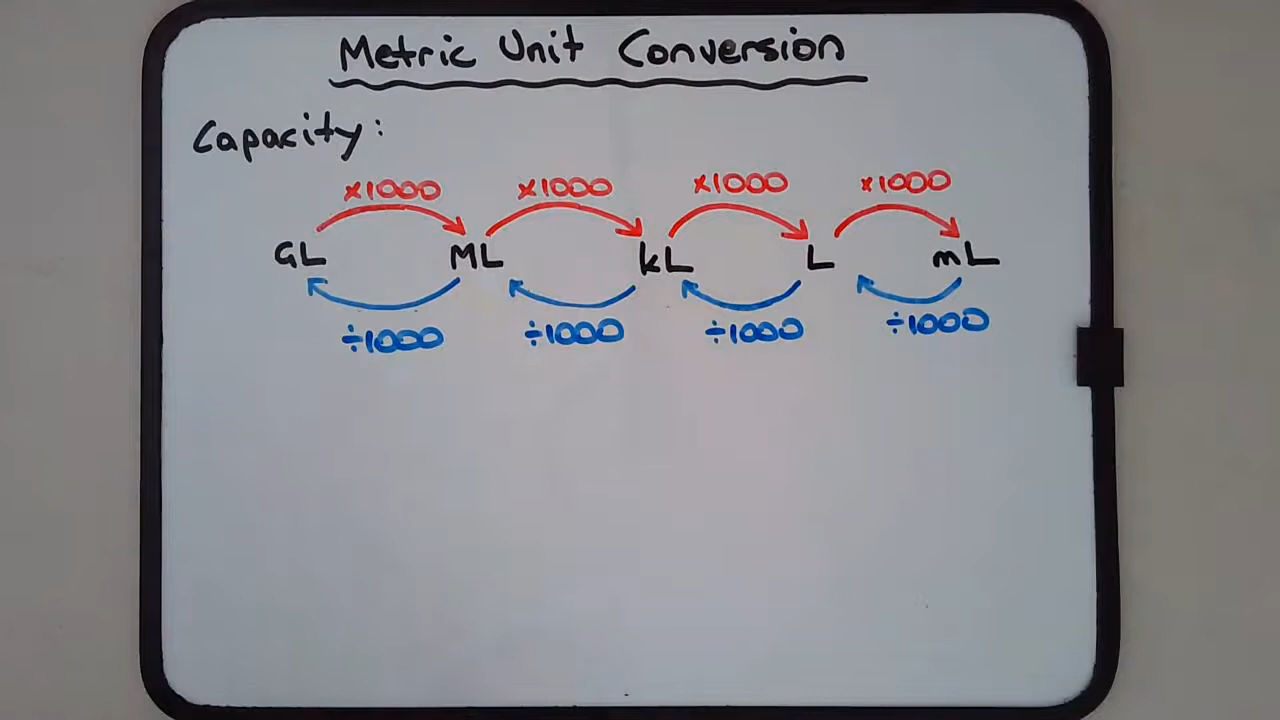 Metric Unit Conversion
Capacity:
×1000 ×1000 ×1000 ×1000
GL ML kL L mL
÷1000 ÷1000 ÷1000 ÷1000